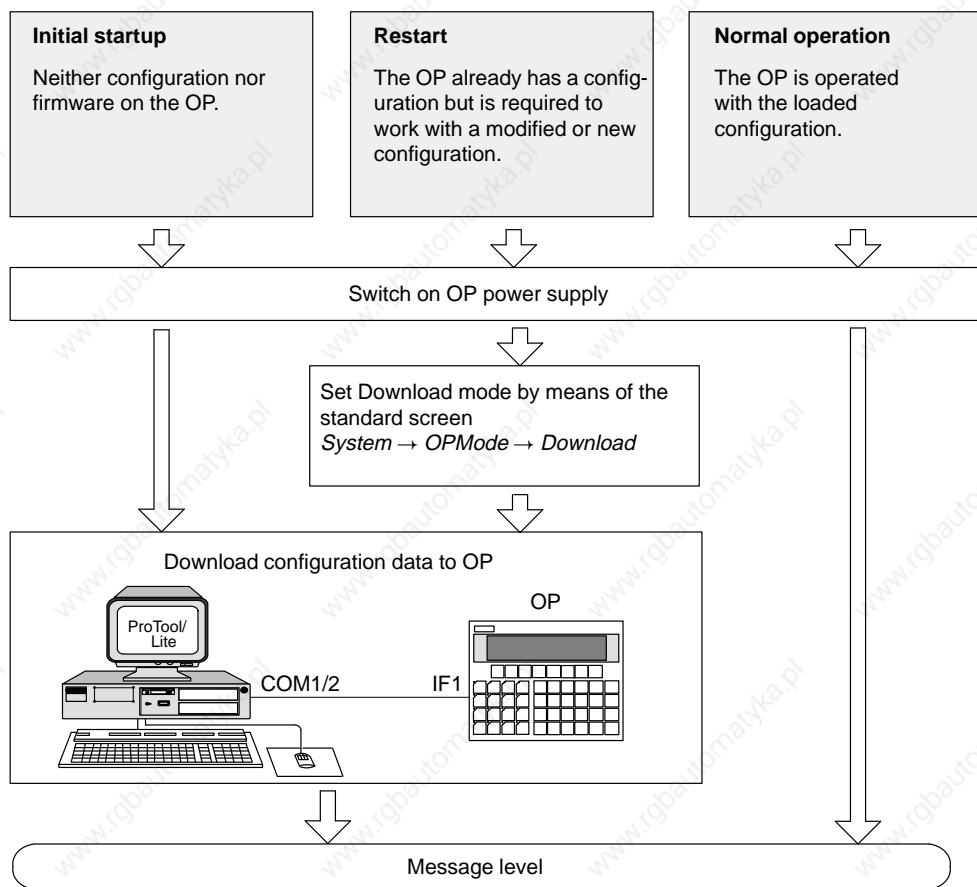 Initial startup
Neither configuration nor
firmware on the OP.
Restart
The OP already has a config-
uration but is required to
work with a modified or new
configuration.
Normal operation
The OP is operated
with the loaded
configuration.
Switch on OP power supply
Set Download mode by means of the
standard screen
System → OPMode → Download
Download configuration data to OP
ProTool/
Lite
COM1/2
IF1
OP
Message level
www.rgbautomatyka.pl